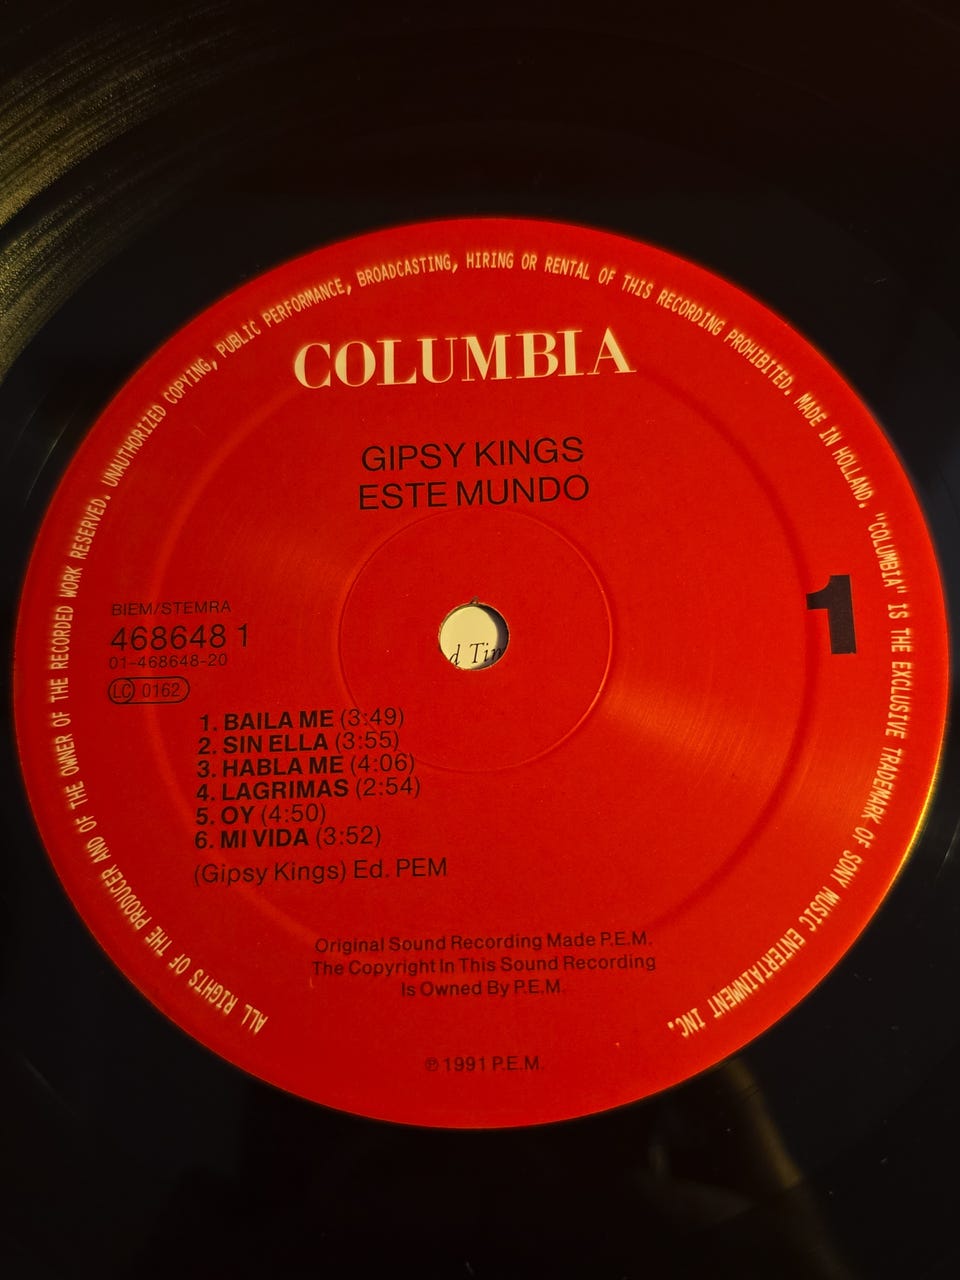 ALL RIGHTS OF THE PRODUCER AND OF THE OWNER OF THE RECORDED WORK RESERVED. UNAUTHORIZED COPYING, PUBLIC PERFORMANCE, BROADCASTING, HIRING OR RENTAL OF THIS RECORDING PROHIBITED. MADE IN HOLLAND. "COLUMBIA" IS THE EXCLUSIVE TRADEMARK OF SONY MUSIC ENTERTAINMENT INC.
COLUMBIA
GIPSY KINGS
ESTE MUNDO
1
BIEM/STEMRA
468648 1
01-468648-20
LC 0162
1. BAILA ME (3:49)
2. SIN ELLA (3:55)
3. HABLA ME (4:06)
4. LAGRIMAS (2:54)
5. OY (4:50)
6. MI VIDA (3:52)
(Gipsy Kings) Ed. PEM
Original Sound Recording Made P.E.M.
The Copyright In This Sound Recording
Is Owned By P.E.M.
℗ 1991 P.E.M.